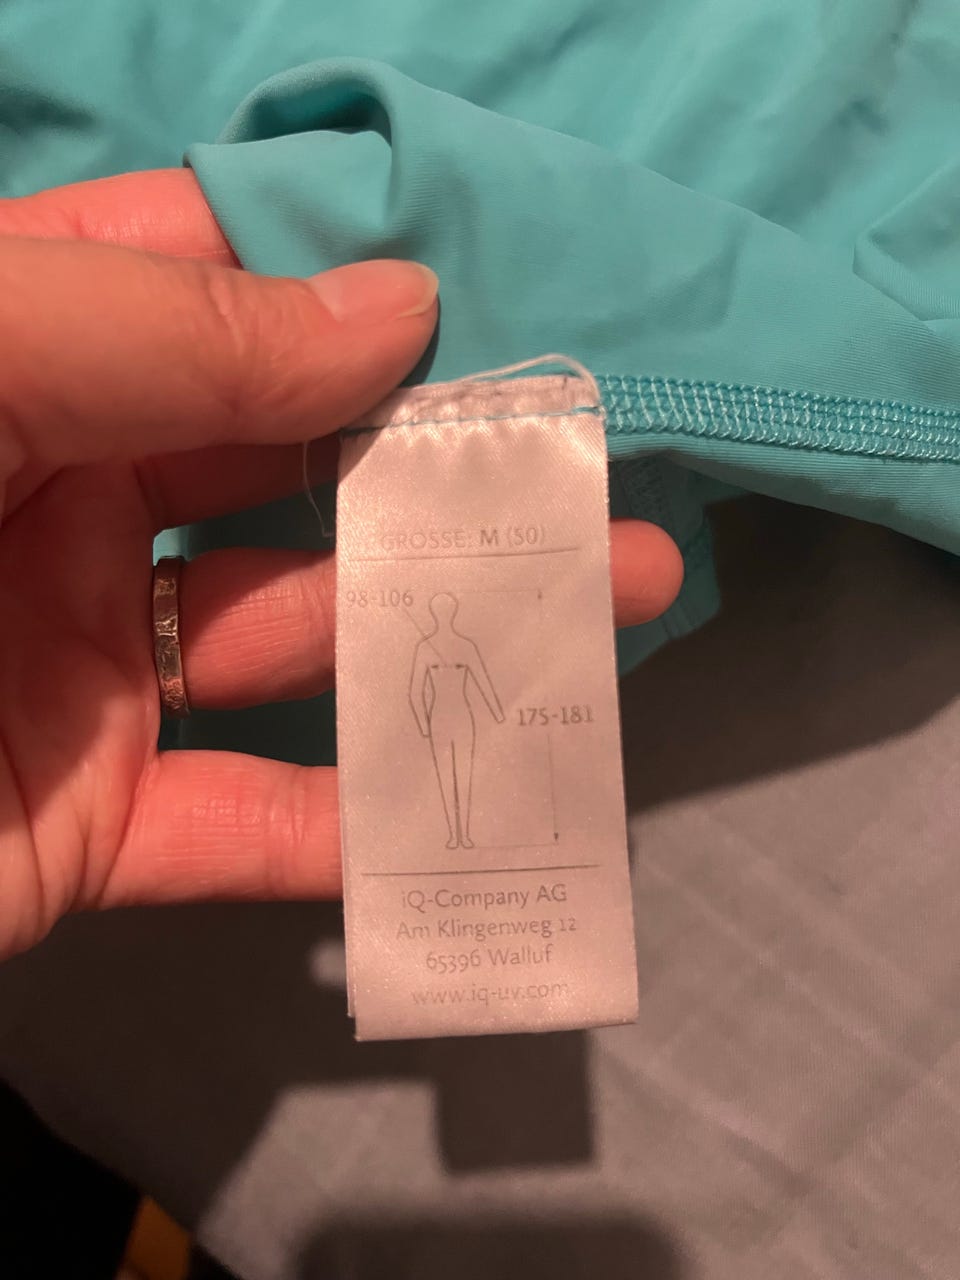 GRÖSSE: M (50)
98-106
175-181
iQ-Company AG
Am Klingenweg 12
65396 Walluf
www.iq-uv.com